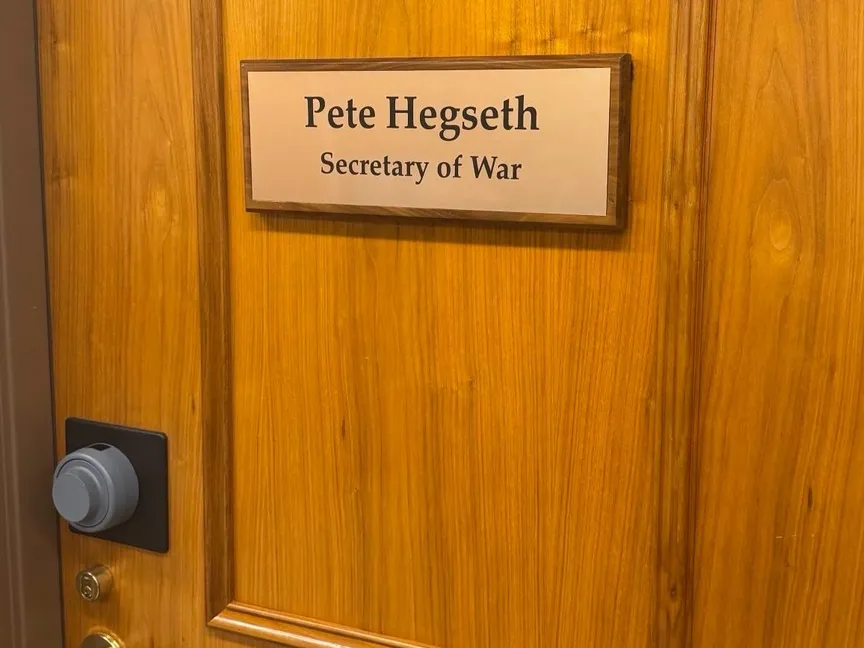 Pete Hegseth
Secretary of War